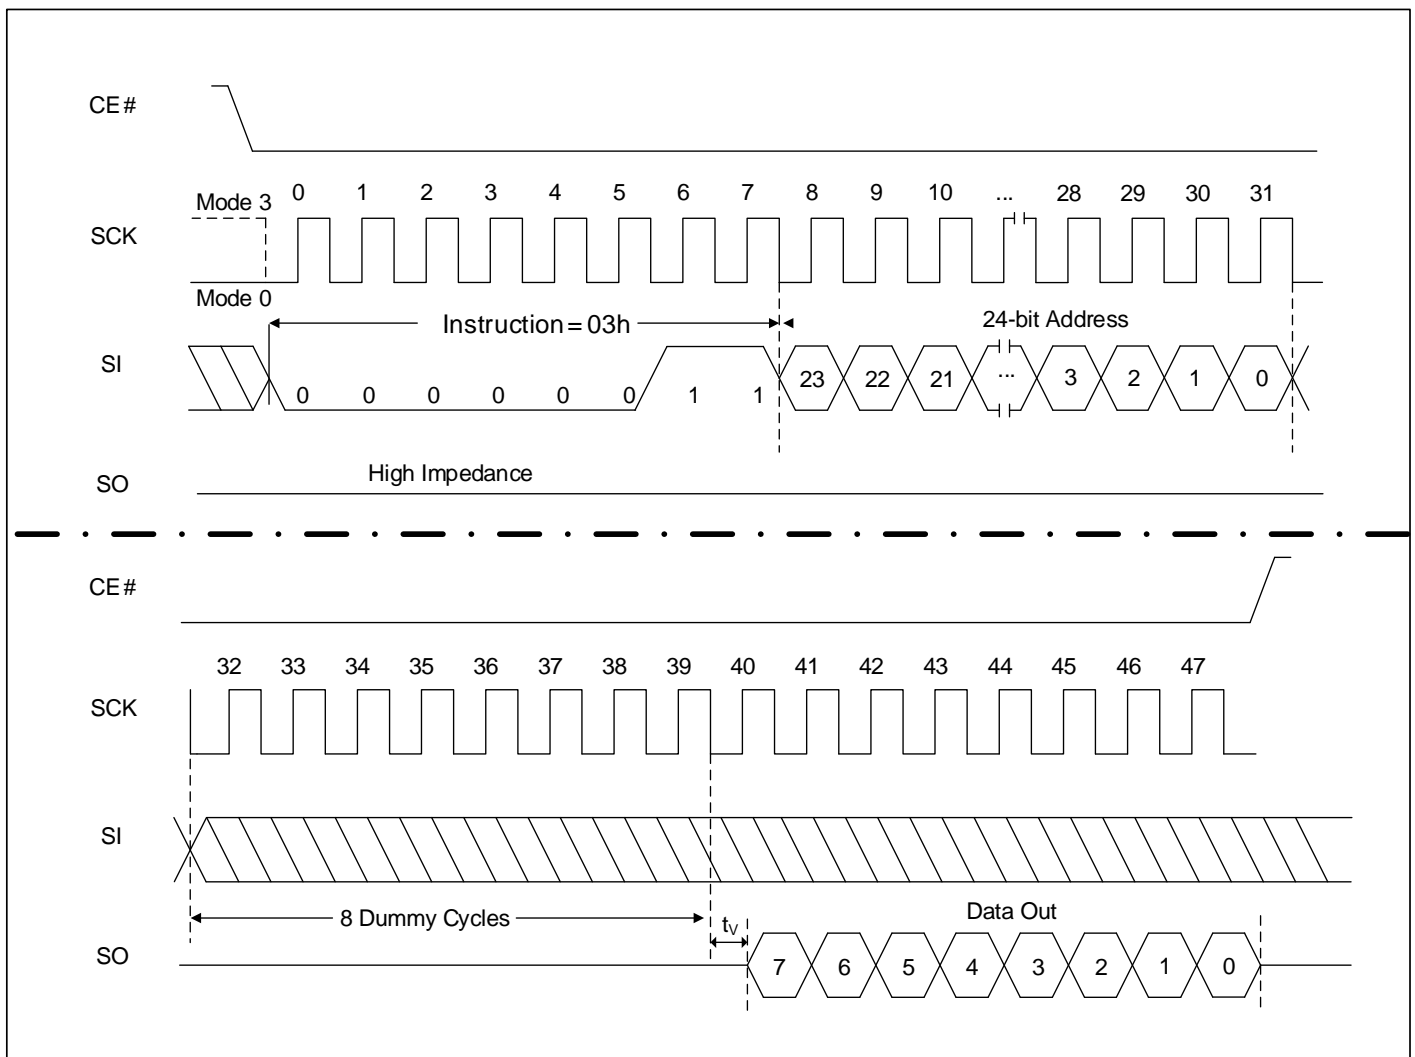 CE#
0 1 2 3 4 5 6 7 8 9 10 ... 28 29 30 31
Mode 3
SCK
Mode 0
Instruction = 03h 24-bit Address
SI
23 22 21 ... 3 2 1 0
0 0 0 0 0 0 1 1
High Impedance
SO
CE#
32 33 34 35 36 37 38 39 40 41 42 43 44 45 46 47
SCK
SI
8 Dummy Cycles tV Data Out
SO
7 6 5 4 3 2 1 0